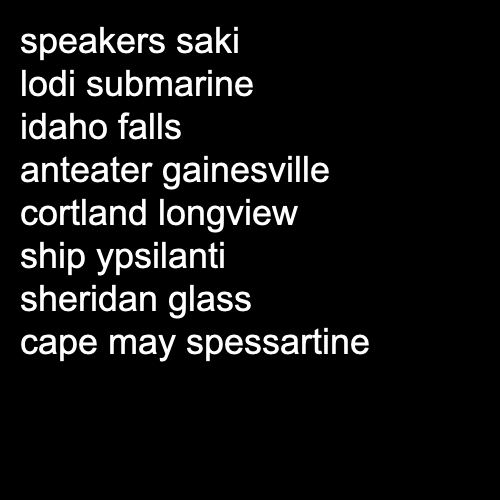 speakers saki
lodi submarine
idaho falls
anteater gainesville
cortland longview
ship ypsilanti
sheridan glass
cape may spessartine